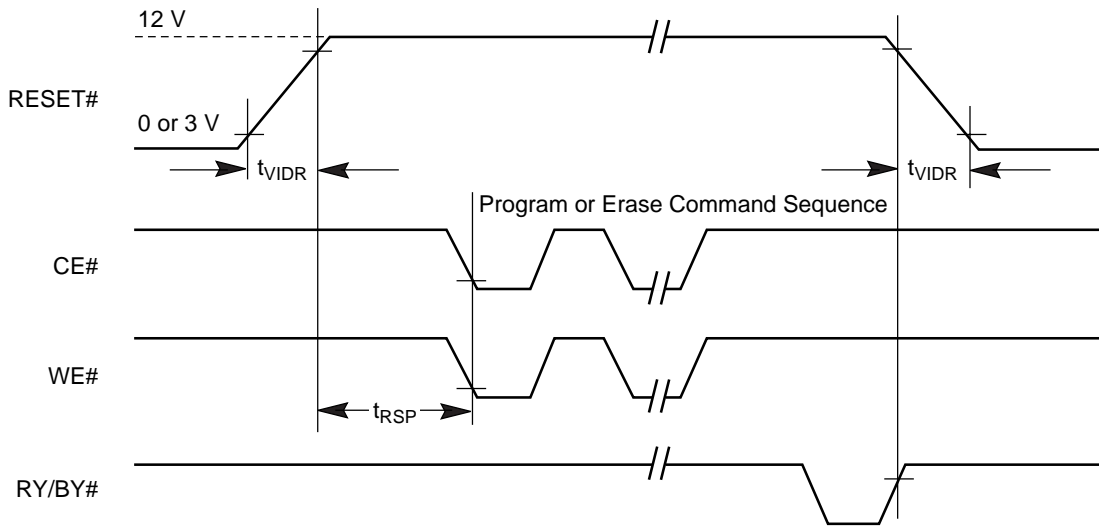 12 V
RESET#
0 or 3 V
tVIDR
tVIDR
Program or Erase Command Sequence
CE#
WE#
tRSP
RY/BY#